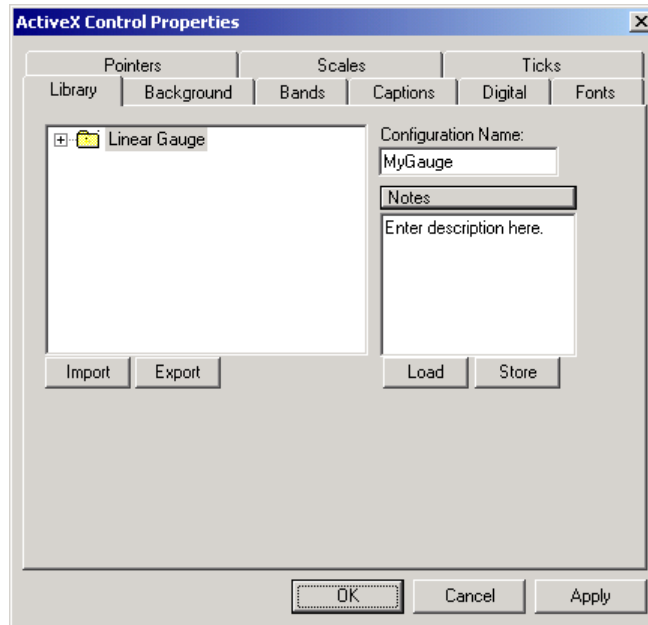 ActiveX Control Properties
Pointers Scales Ticks
Library Background Bands Captions Digital Fonts
Linear Gauge
Configuration Name:
MyGauge
Notes
Enter description here.
Import Export
Load Store
OK Cancel Apply